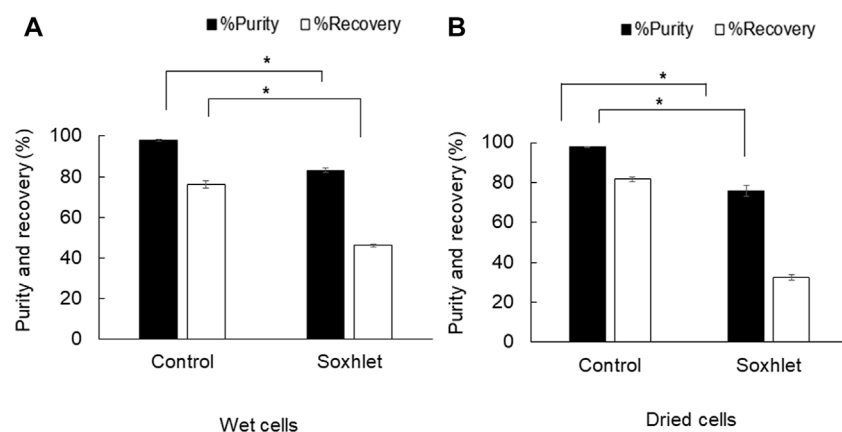 A
%Purity %Recovery
*
*
Purity and recovery (%)
100
80
60
40
20
0
Control Soxhlet
Wet cells
B
%Purity %Recovery
*
*
Purity and recovery (%)
100
80
60
40
20
0
Control Soxhlet
Dried cells